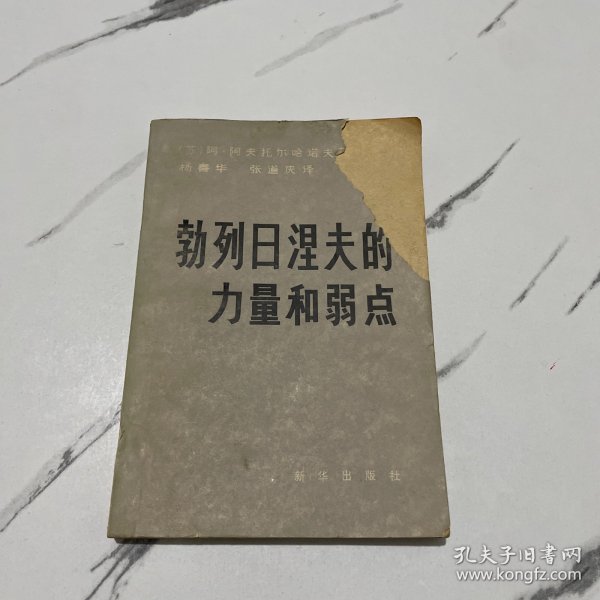 〔苏〕阿·阿夫托尔哈诺夫
杨春华 张道庆译
勃列日涅夫的
力量和弱点
新华出版社
孔夫子旧书网
www.kongfz.com